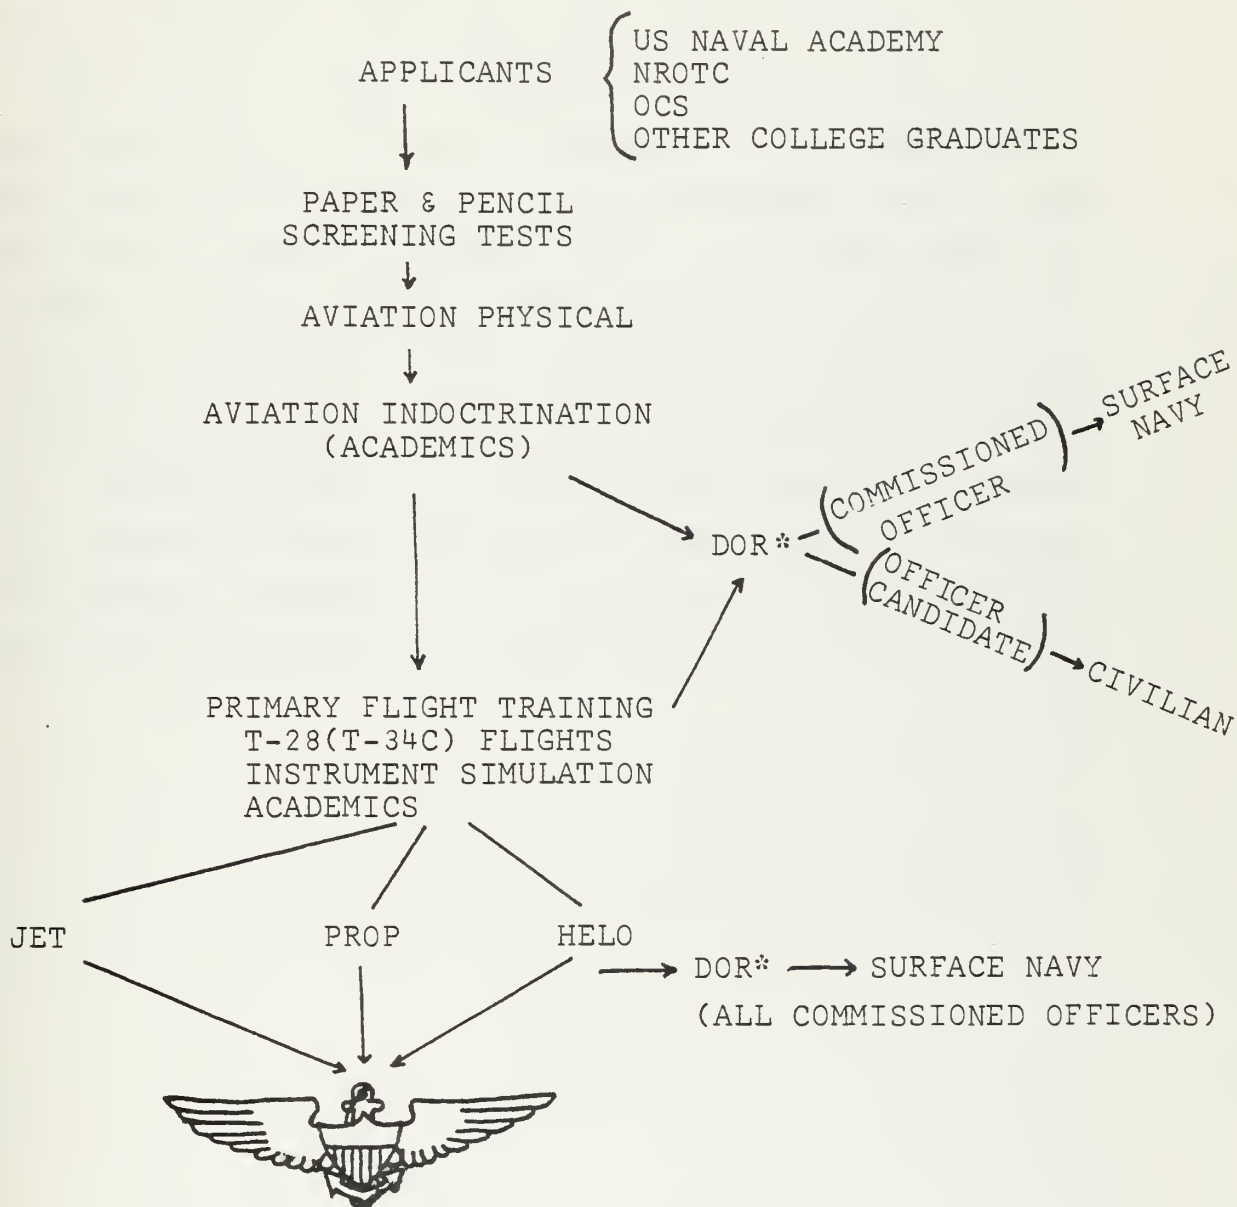 APPLICANTS
US NAVAL ACADEMY
NROTC
OCS
OTHER COLLEGE GRADUATES
PAPER & PENCIL
SCREENING TESTS
AVIATION PHYSICAL
AVIATION INDOCTRINATION
(ACADEMICS)
DOR*
(COMMISSIONED
OFFICER)
SURFACE
NAVY
(OFFICER
CANDIDATE)
CIVILIAN
PRIMARY FLIGHT TRAINING
T-28(T-34C) FLIGHTS
INSTRUMENT SIMULATION
ACADEMICS
JET
PROP
HELO
DOR*
SURFACE NAVY
(ALL COMMISSIONED OFFICERS)